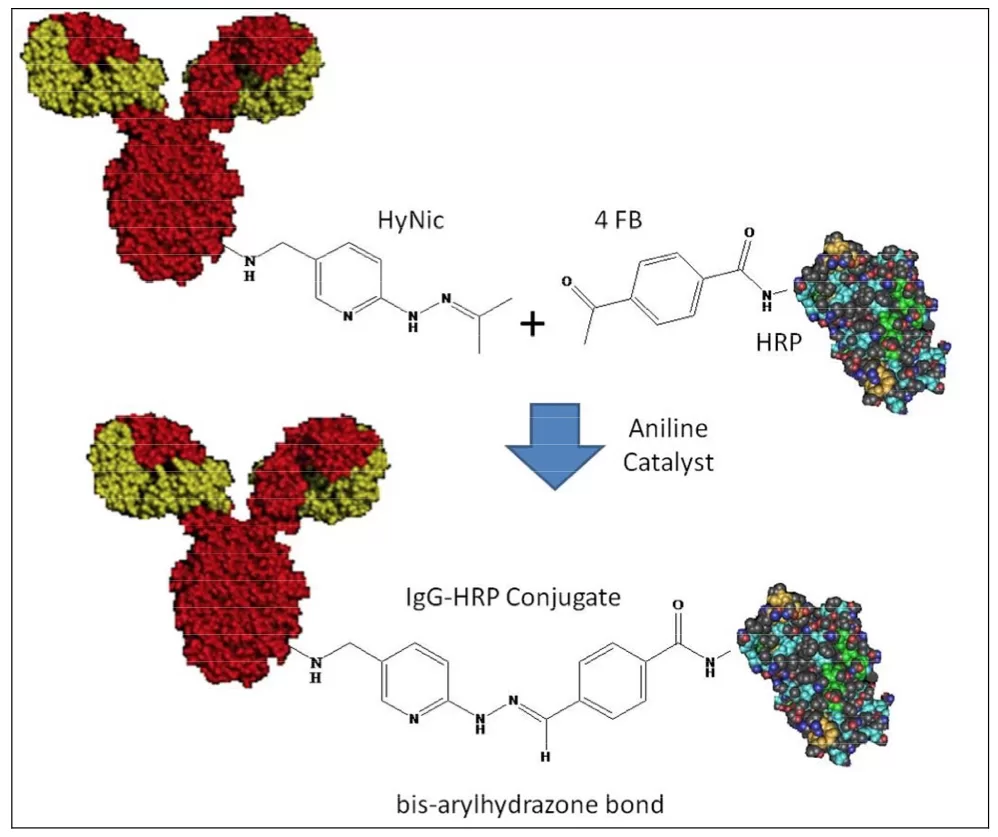 HyNic
4 FB
N
H
N
N
H
N
+
O
O
N
H
HRP
Aniline
Catalyst
IgG-HRP Conjugate
N
H
N
N
H
N
H
O
N
H
bis-arylhydrazone bond